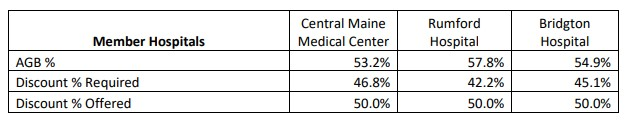 Member Hospitals Central Maine Medical Center Rumford Hospital Bridgton Hospital
AGB % 53.2% 57.8% 54.9%
Discount % Required 46.8% 42.2% 45.1%
Discount % Offered 50.0% 50.0% 50.0%